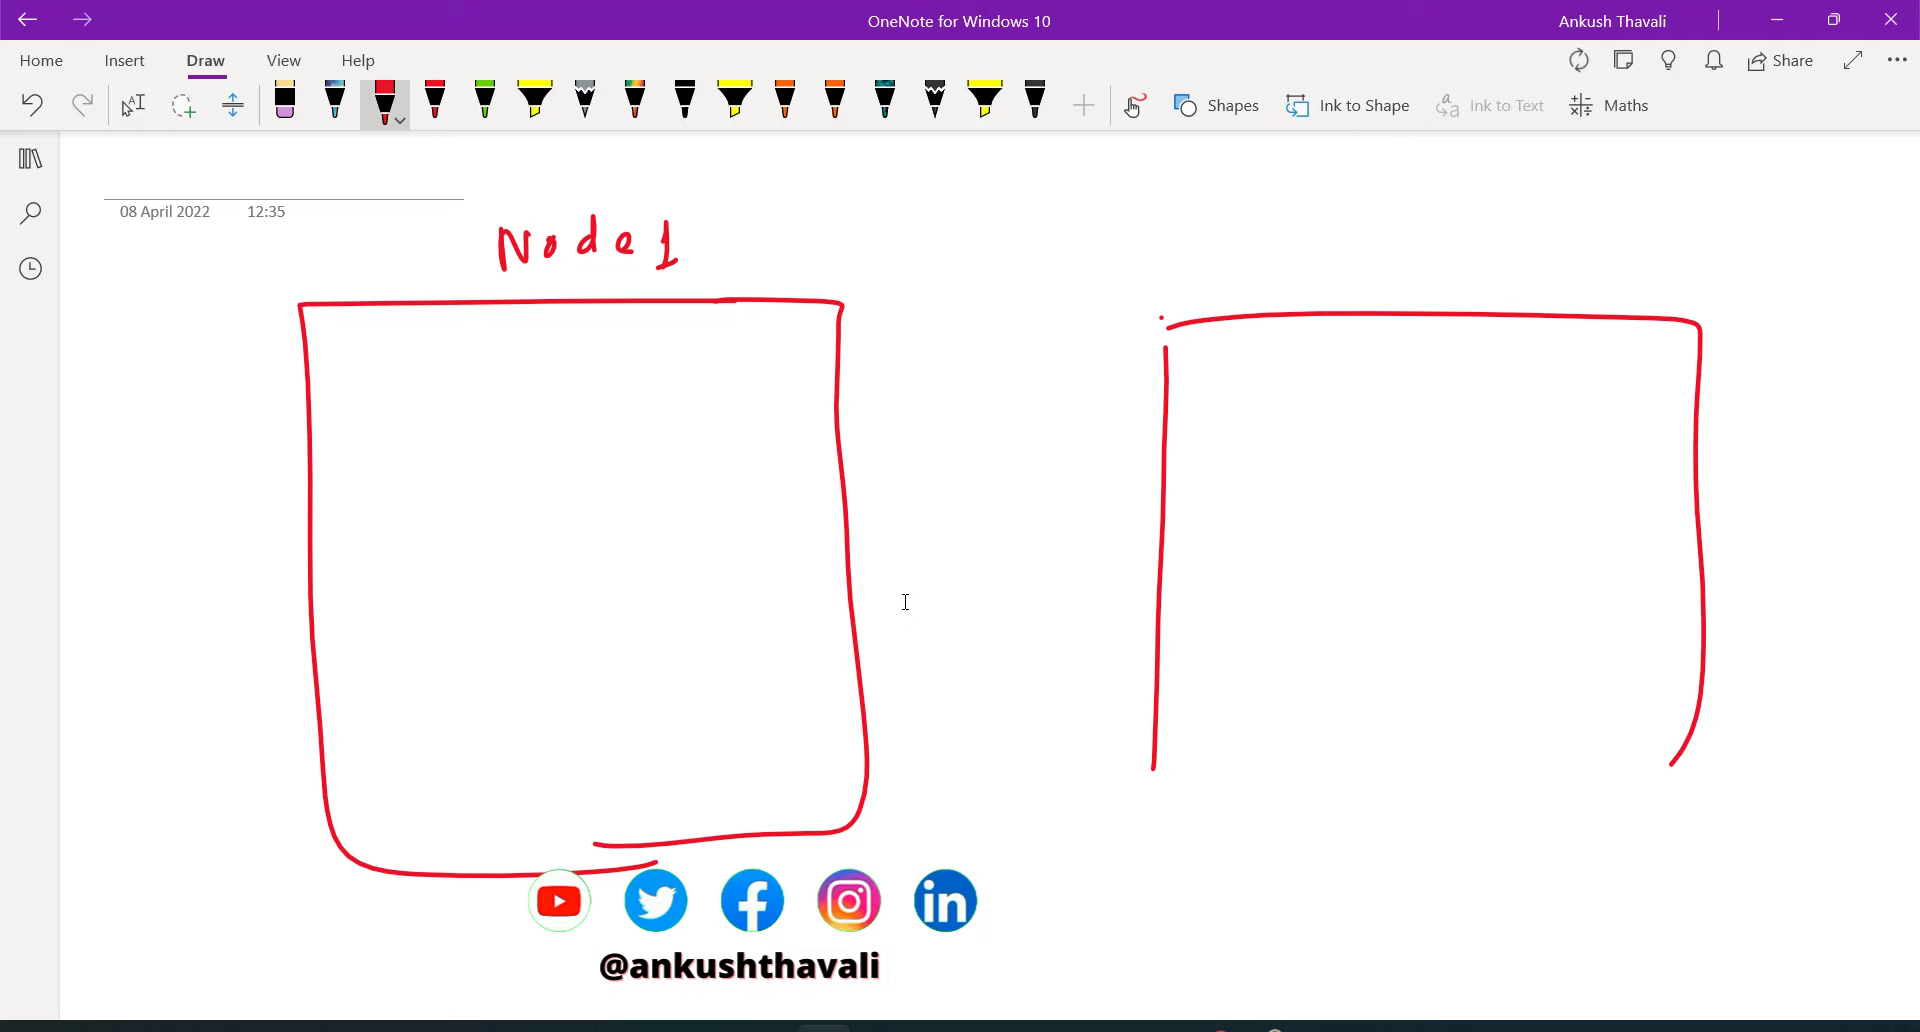 OneNote for Windows 10
Ankush Thavali
Home Insert Draw View Help
Share
Shapes Ink to Shape Ink to Text Maths
08 April 2022 12:35
Node 1
@ankushthavali